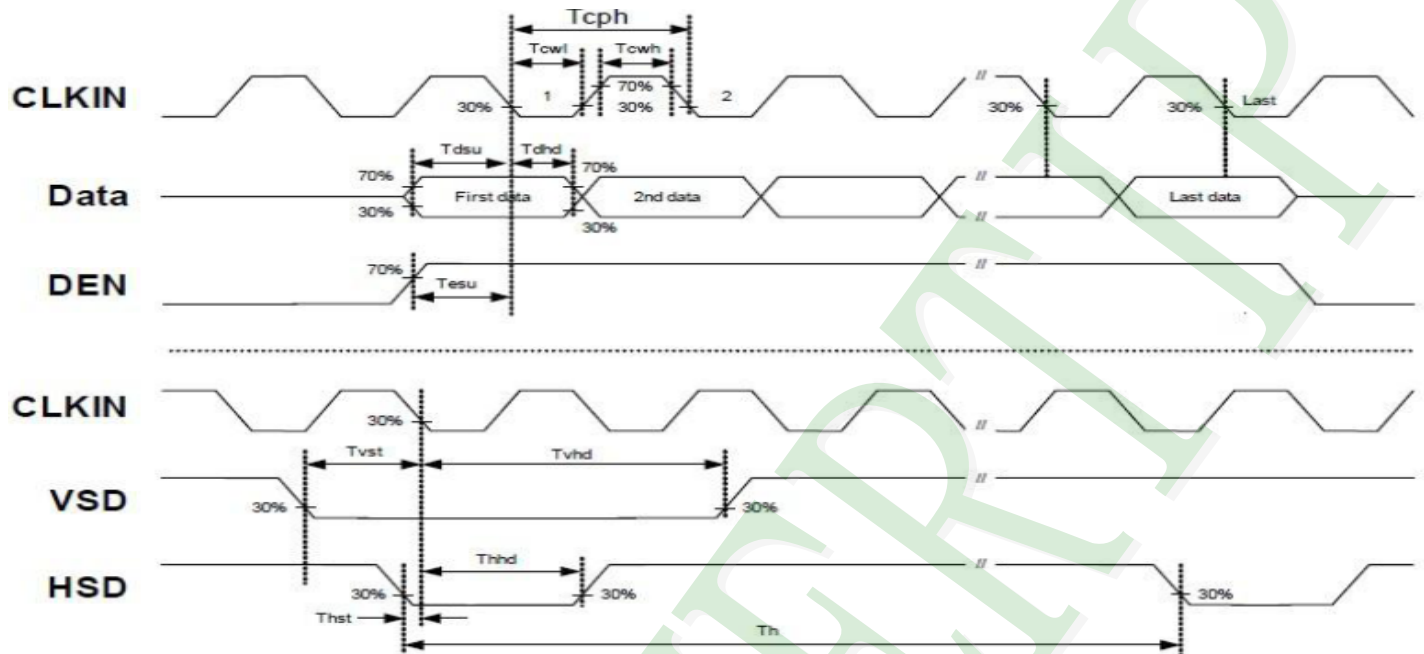 Tcph
Tcwl Tcwh
CLKIN 30% 1 70% 30% 2 30% 30% Last
Tdsu Tdhd
70% 70%
Data First data 2nd data Last data
30% 30%
DEN 70%
Tesu
CLKIN 30%
Tvst Tvhd
VSD 30% 30%
Thhd
HSD 30% 30% 30%
Thst
Th